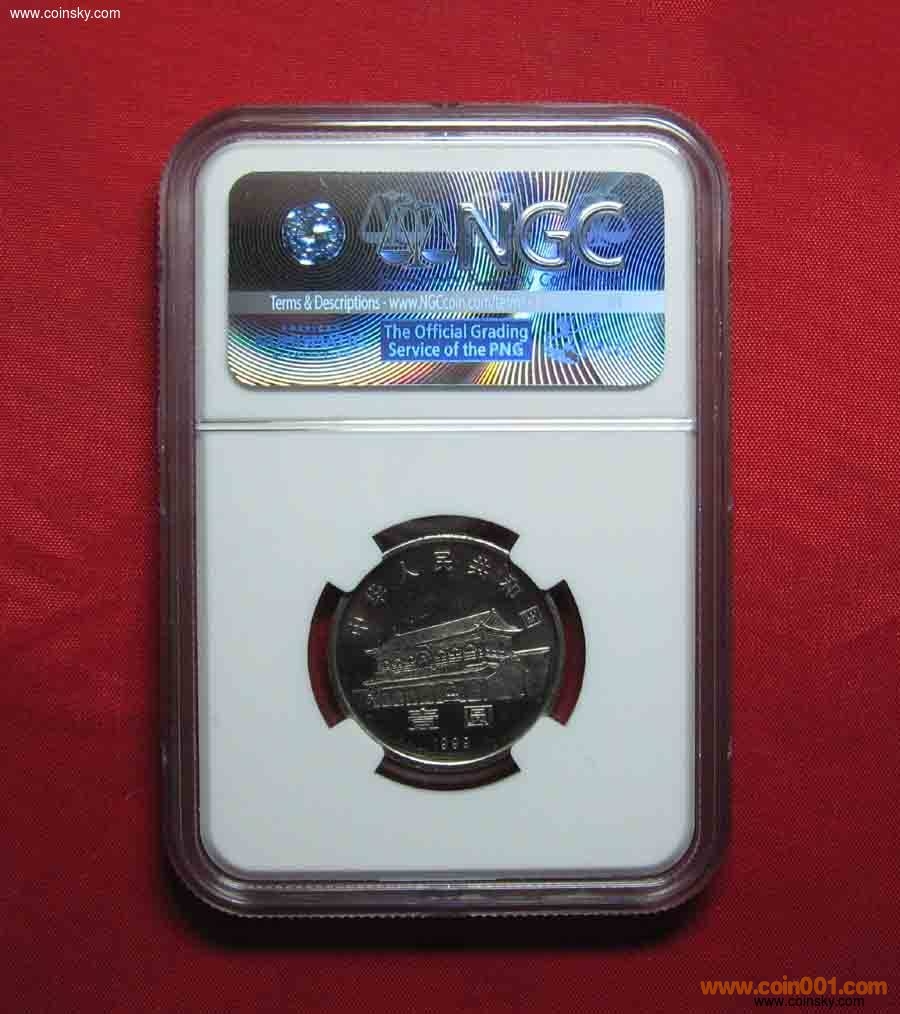 www.coinsky.com
NGC
Terms & Descriptions - www.NGCcoin.com/terms
The Official Grading
Service of the PNG
中华人民共和国
壹圆
1999
www.coin001.com
www.coinsky.com